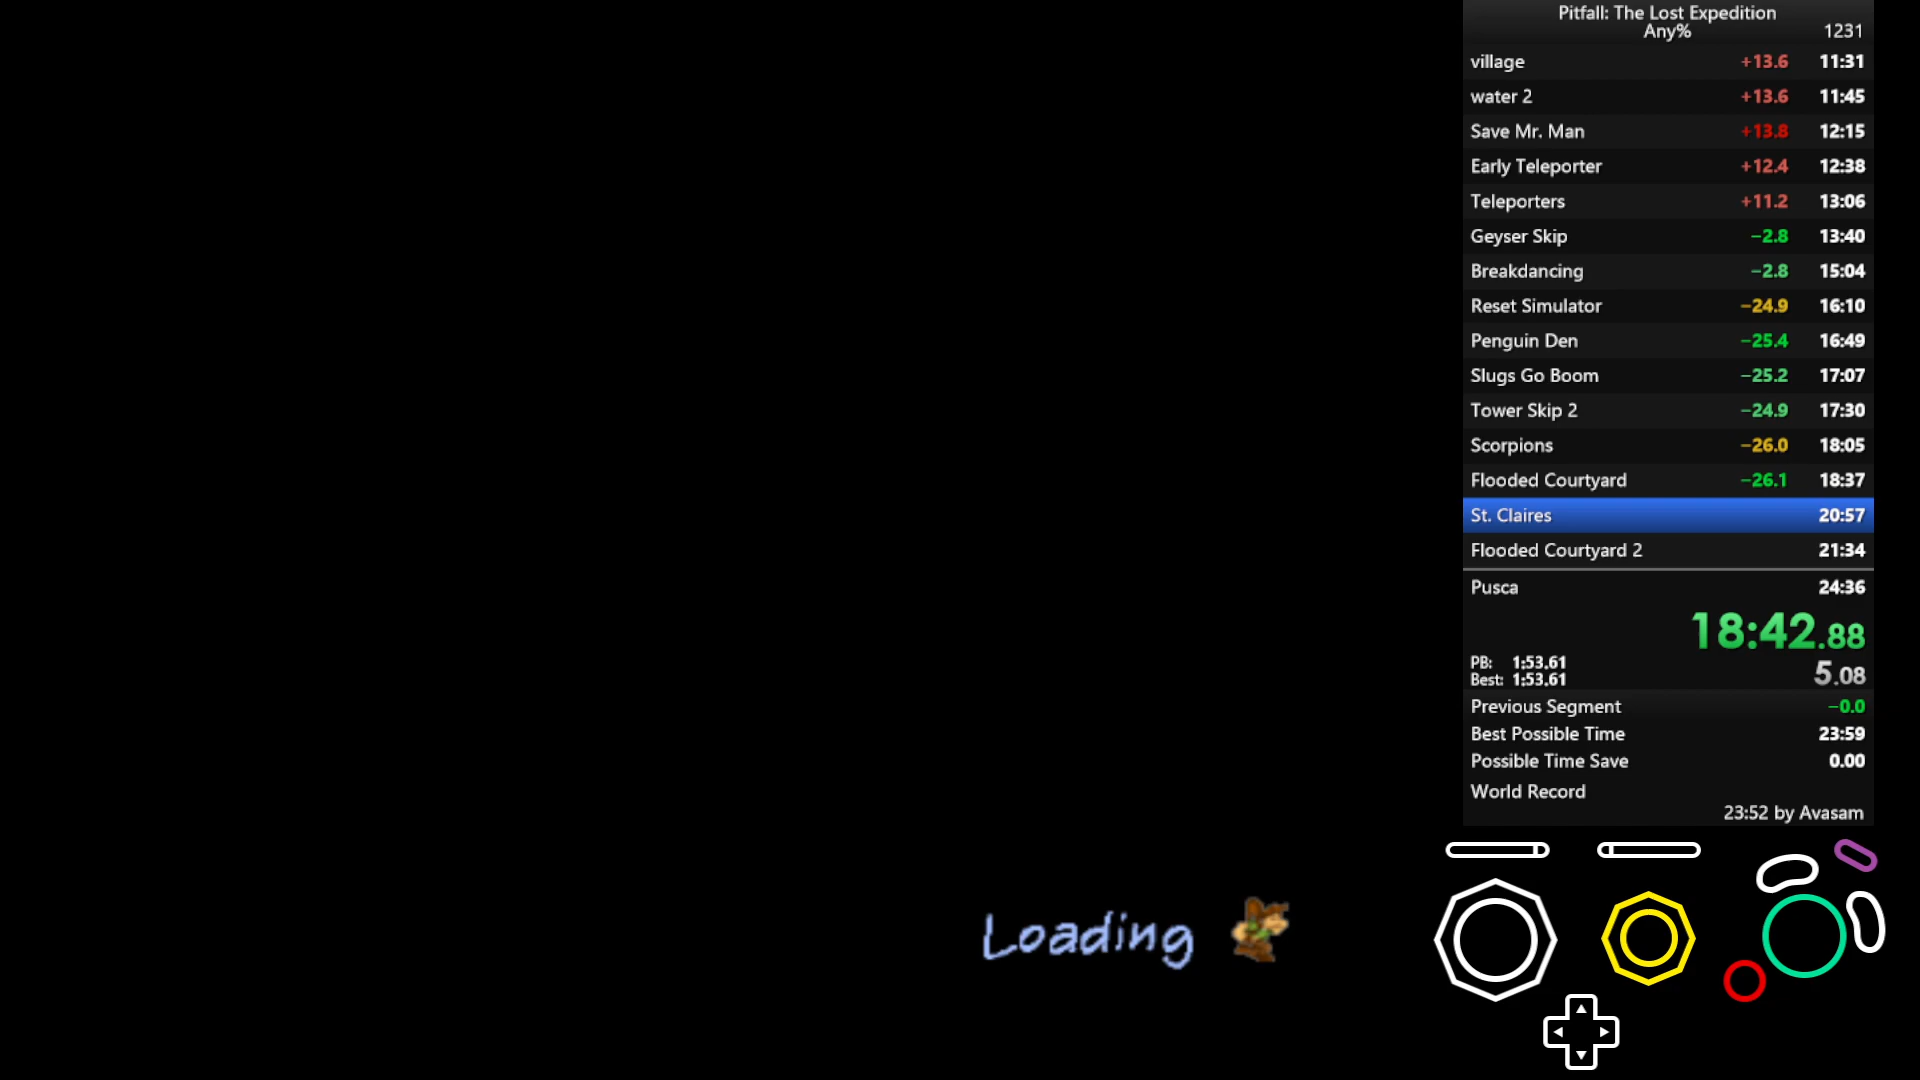 Pitfall: The Lost Expedition
Any% 1231
village +13.6 11:31
water 2 +13.6 11:45
Save Mr. Man +13.8 12:15
Early Teleporter +12.4 12:38
Teleporters +11.2 13:06
Geyser Skip −2.8 13:40
Breakdancing −2.8 15:04
Reset Simulator −24.9 16:10
Penguin Den −25.4 16:49
Slugs Go Boom −25.2 17:07
Tower Skip 2 −24.9 17:30
Scorpions −26.0 18:05
Flooded Courtyard −26.1 18:37
St. Claires 20:57
Flooded Courtyard 2 21:34
Pusca 24:36
18:42.88
PB: 1:53.61
Best: 1:53.61
5.08
Previous Segment −0.0
Best Possible Time 23:59
Possible Time Save 0.00
World Record
23:52 by Avasam
Loading